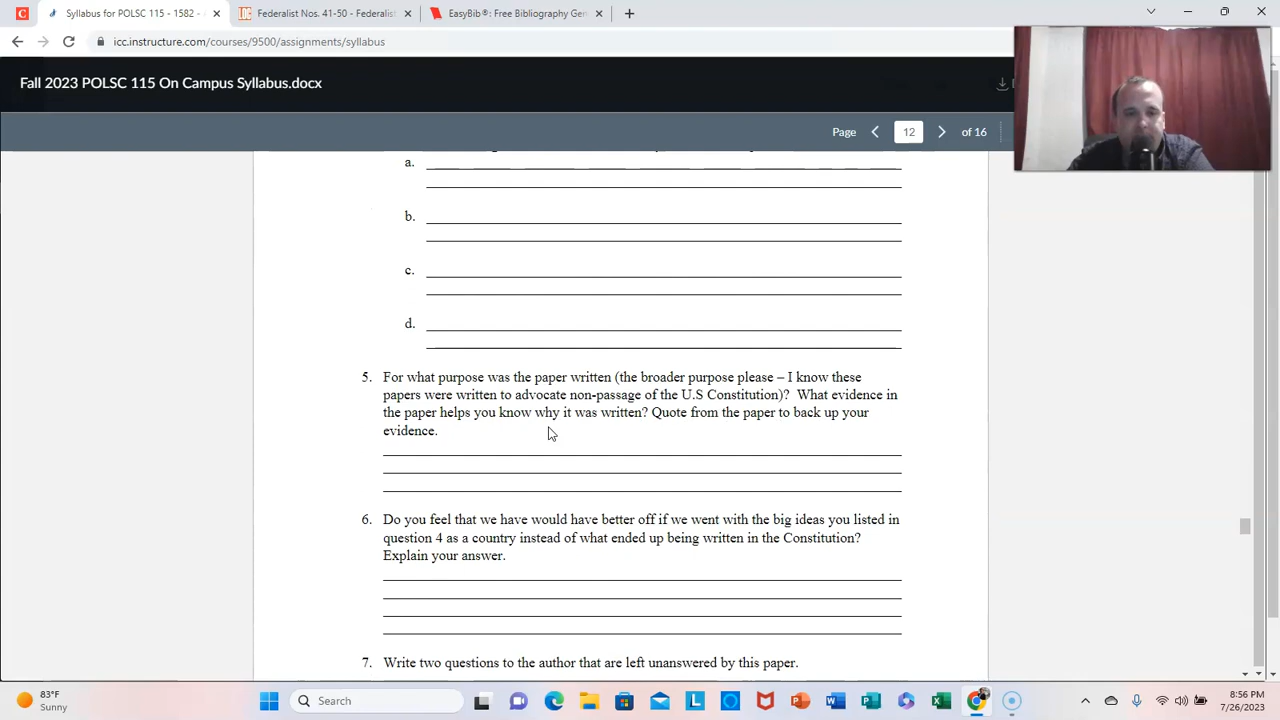 Syllabus for POLSC 115 - 1582 -
Federalist Nos. 41-50 - Federalist
EasyBib®: Free Bibliography Gen
icc.instructure.com/courses/9500/assignments/syllabus
Fall 2023 POLSC 115 On Campus Syllabus.docx
Page 12 of 16
a.
b.
c.
d.
5. For what purpose was the paper written (the broader purpose please – I know these
papers were written to advocate non-passage of the U.S Constitution)? What evidence in
the paper helps you know why it was written? Quote from the paper to back up your
evidence.
6. Do you feel that we have would have better off if we went with the big ideas you listed in
question 4 as a country instead of what ended up being written in the Constitution?
Explain your answer.
7. Write two questions to the author that are left unanswered by this paper.
83°F
Sunny
Search
8:56 PM
7/26/2023